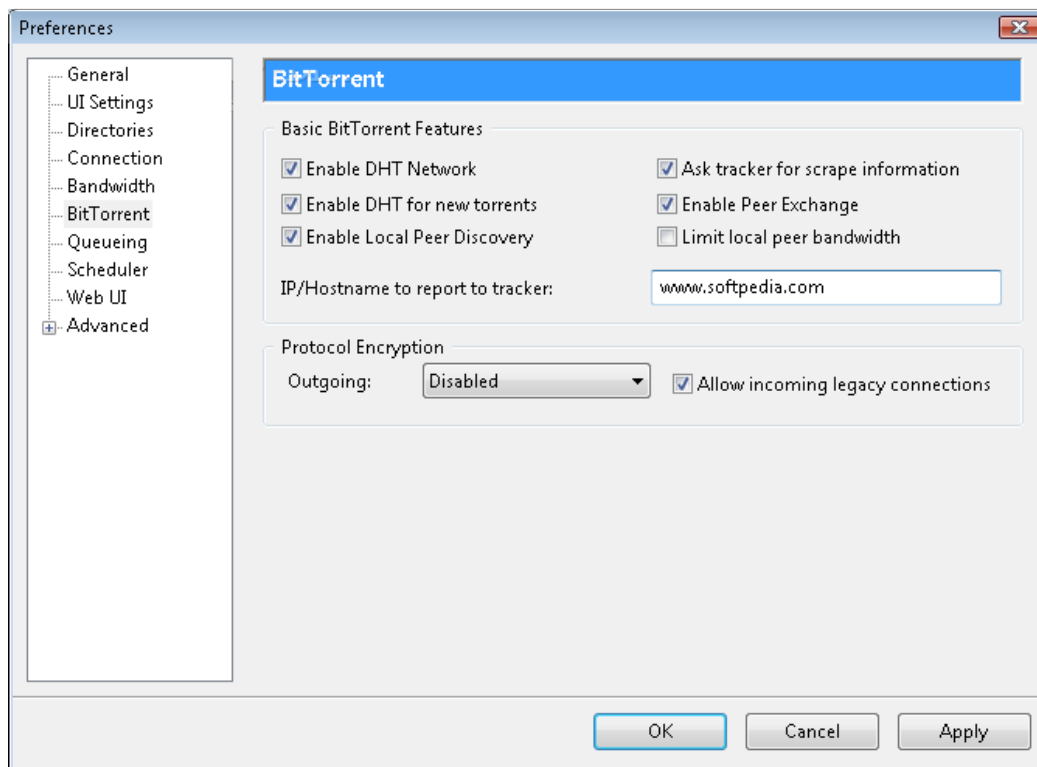 Preferences
General
UI Settings
Directories
Connection
Bandwidth
BitTorrent
Queueing
Scheduler
Web UI
Advanced
BitTorrent
Basic BitTorrent Features
Enable DHT Network
Ask tracker for scrape information
Enable DHT for new torrents
Enable Peer Exchange
Enable Local Peer Discovery
Limit local peer bandwidth
IP/Hostname to report to tracker:
www.softpedia.com
Protocol Encryption
Outgoing:
Disabled
Allow incoming legacy connections
OK
Cancel
Apply